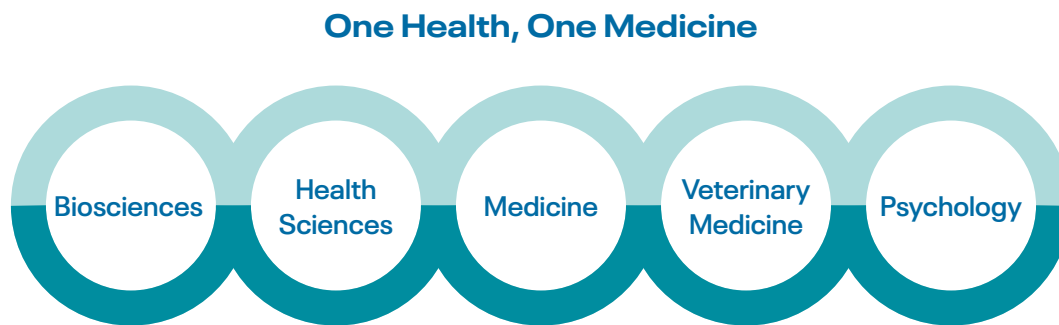 One Health, One Medicine
Biosciences
Health
Sciences
Medicine
Veterinary
Medicine
Psychology